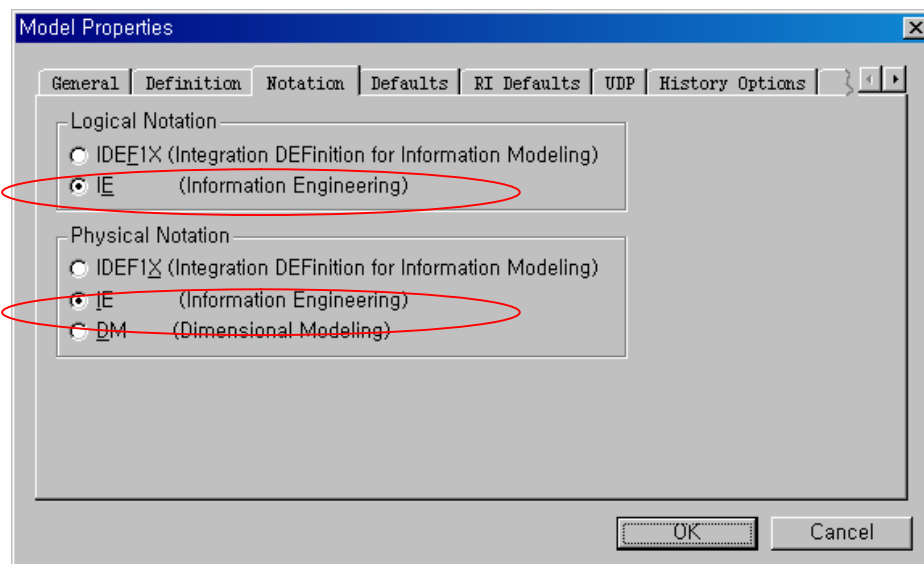 Model Properties
General Definition Notation Defaults RI Defaults UDP History Options
Logical Notation
IDEF1X (Integration DEFinition for Information Modeling)
IE (Information Engineering)
Physical Notation
IDEF1X (Integration DEFinition for Information Modeling)
IE (Information Engineering)
DM (Dimensional Modeling)
OK Cancel